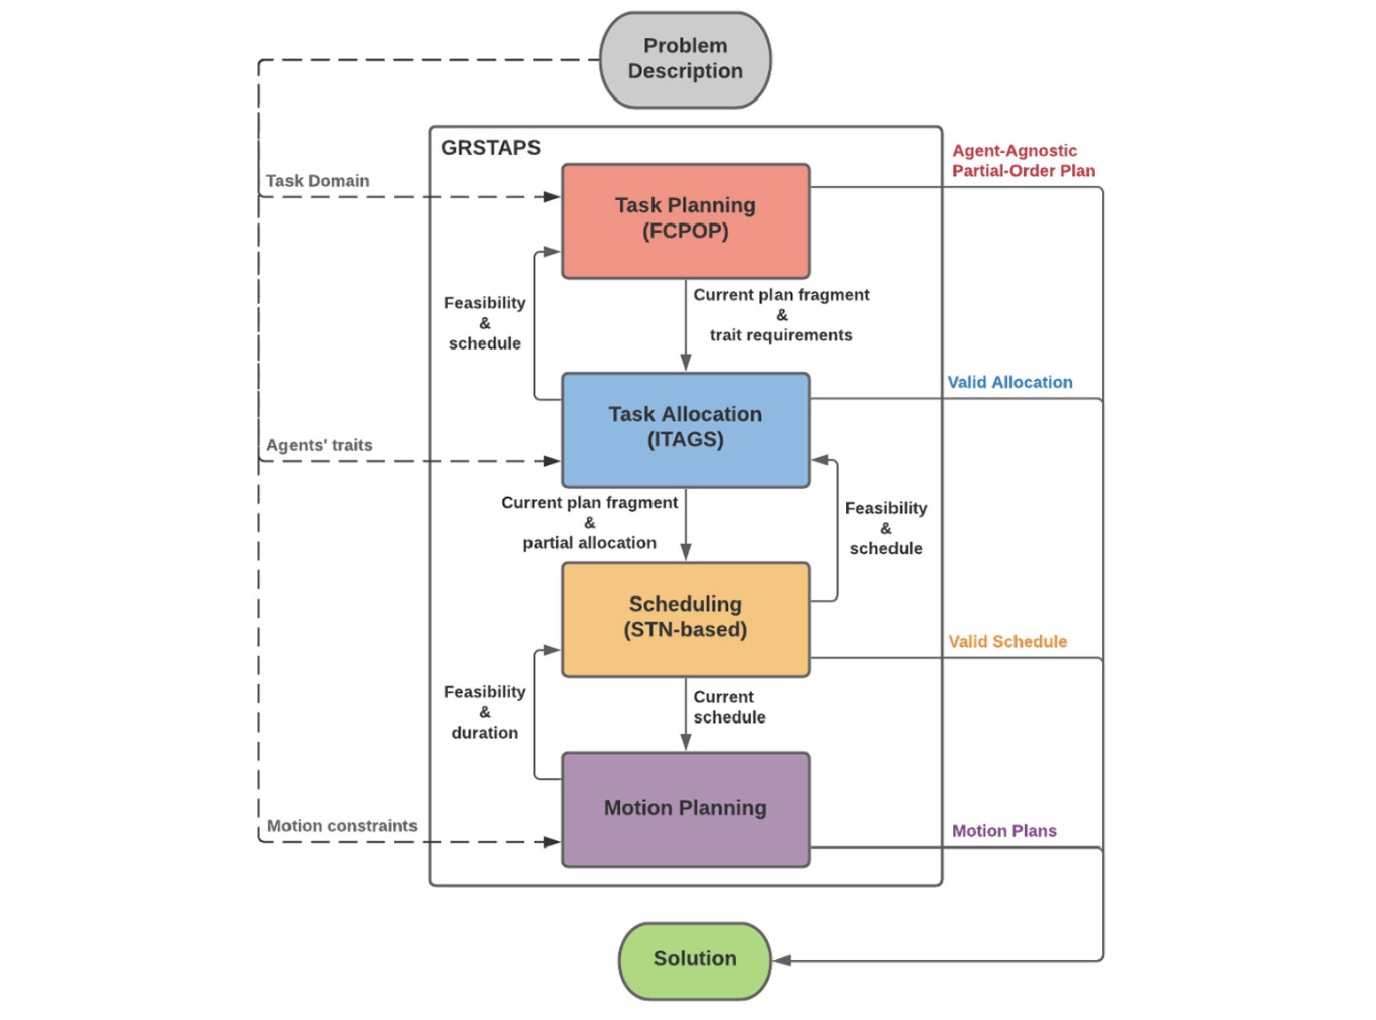 Problem
Description
GRSTAPS
Agent-Agnostic
Partial-Order Plan
Task Domain
Task Planning
(FCPOP)
Feasibility
&
schedule
Current plan fragment
&
trait requirements
Valid Allocation
Task Allocation
(ITAGS)
Agents' traits
Current plan fragment
&
partial allocation
Feasibility
&
schedule
Scheduling
(STN-based)
Valid Schedule
Feasibility
&
duration
Current
schedule
Motion Planning
Motion constraints
Motion Plans
Solution